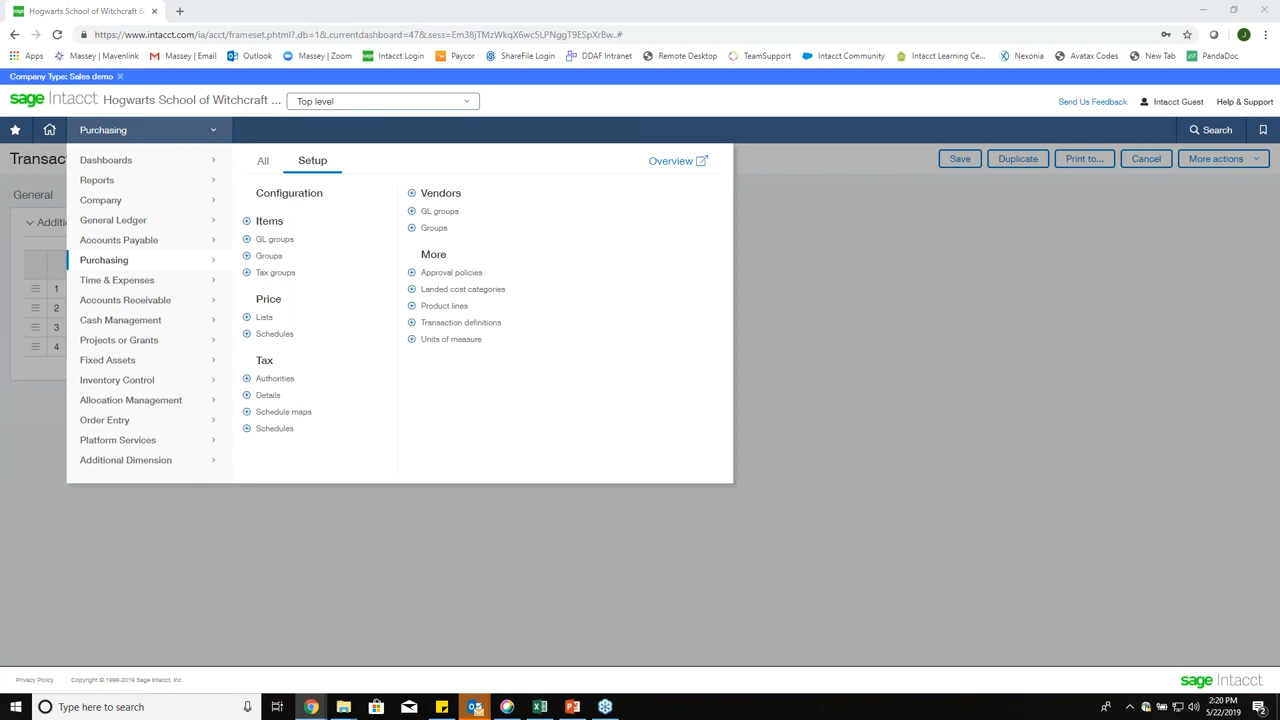 Hogwarts School of Witchcraft &
https://www.intacct.com/ia/acct/frameset.phtml?.db=1&.currentdashboard=47&.sess=Em38jTMzWkqX6wc5LPNggT9ESpXrBw..#
J
Apps
Massey | Mavenlink
Massey | Email
Outlook
Massey | Zoom
ShareFile Login
DDAF Intranet
Remote Desktop
TeamSupport
Intacct Login
Paycor
Intacct Community
Intacct Learning Ce...
Nexonia
Avatax Codes
New Tab
PandaDoc
Company Type: Sales demo
sage Intacct Hogwarts School of Witchcraft ...
Top level
Send Us Feedback
Intacct Guest
Help & Support
Purchasing
Search
Transac
Save
Duplicate
Print to...
Cancel
More actions
General
Additio
1
2
3
4
Dashboards
Reports
Company
General Ledger
Accounts Payable
Purchasing
Time & Expenses
Accounts Receivable
Cash Management
Projects or Grants
Fixed Assets
Inventory Control
Allocation Management
Order Entry
Platform Services
Additional Dimension
All
Setup
Overview
Configuration
Items
GL groups
Groups
Tax groups
Price
Lists
Schedules
Tax
Authorities
Details
Schedule maps
Schedules
Vendors
GL groups
Groups
More
Approval policies
Landed cost categories
Product lines
Transaction definitions
Units of measure
Privacy Policy
Copyright © 1999-2019 Sage Intacct, Inc.
sage Intacct
Type here to search
2:20 PM
5/22/2019
2